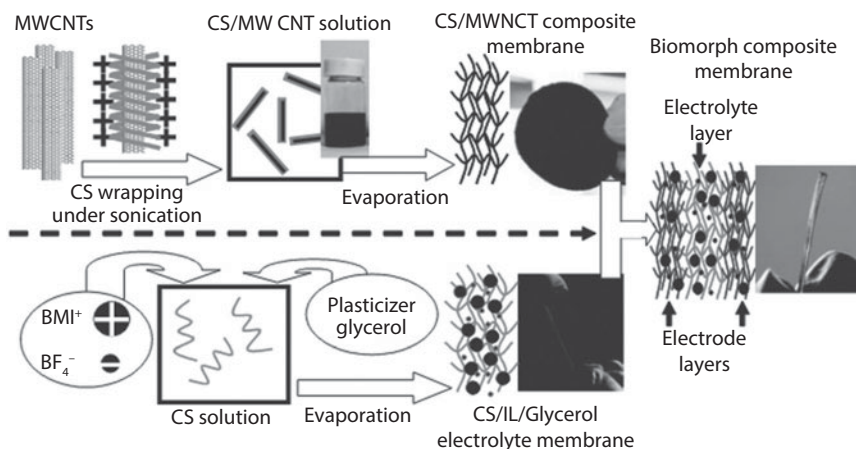 MWCNTs
CS wrapping
under sonication
CS/MW CNT solution
Evaporation
CS/MWNCT composite
membrane
Biomorph composite
membrane
Electrolyte
layer
Electrode
layers
BMI⁺
BF₄⁻
Plasticizer
glycerol
CS solution
Evaporation
CS/IL/Glycerol
electrolyte membrane